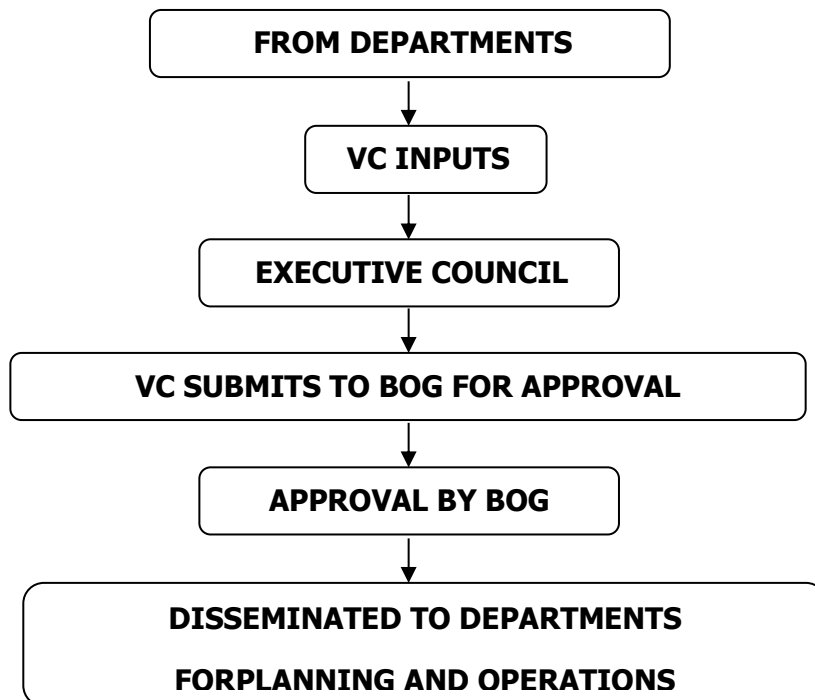 FROM DEPARTMENTS
VC INPUTS
EXECUTIVE COUNCIL
VC SUBMITS TO BOG FOR APPROVAL
APPROVAL BY BOG
DISSEMINATED TO DEPARTMENTS
FORPLANNING AND OPERATIONS